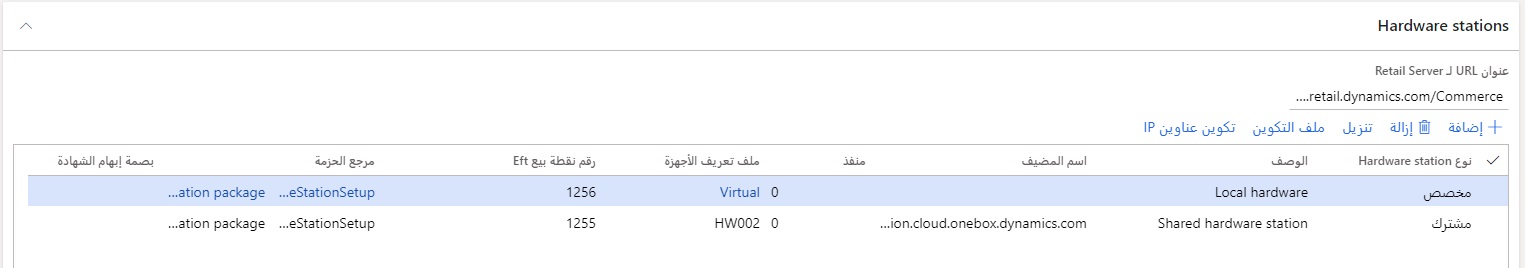 Hardware stations
عنوان URL لـ Retail Server
....retail.dynamics.com/Commerce
إضافة إزالة تنزيل ملف التكوين تكوين عناوين IP
نوع Hardware station الوصف اسم المضيف منفذ ملف تعريف الأجهزة رقم نقطة بيع Eft مرجع الحزمة بصمة إبهام الشهادة
مخصص Local hardware 0 Virtual 1256 ...eStationSetup ...ation package
مشترك Shared hardware station ...ion.cloud.onebox.dynamics.com 0 HW002 1255 ...eStationSetup ...ation package